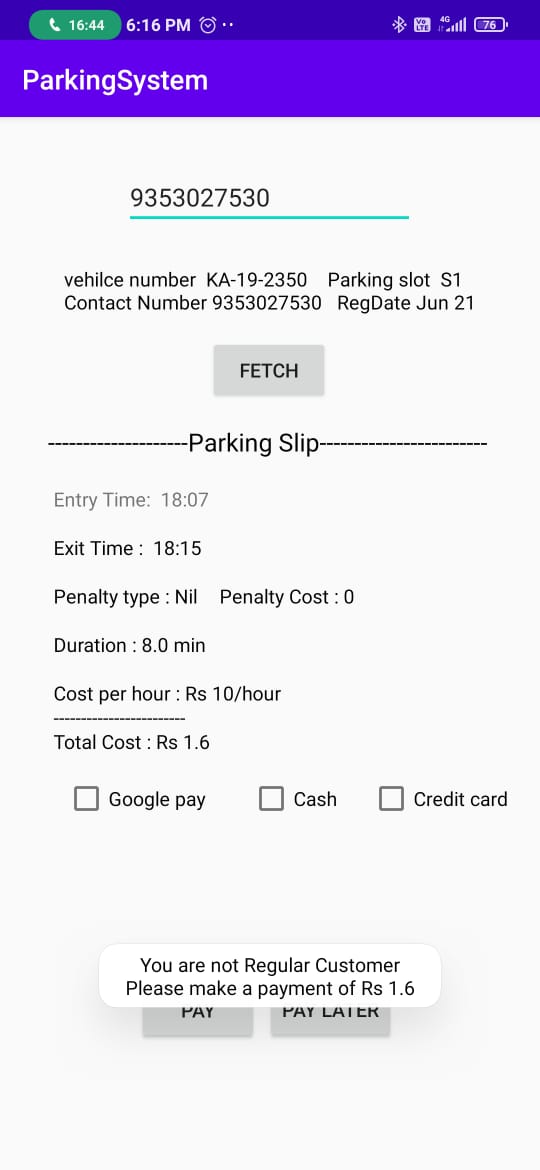 16:44 6:16 PM
Vo LTE 4G 76
ParkingSystem
9353027530
vehilce number KA-19-2350 Parking slot S1
Contact Number 9353027530 RegDate Jun 21
FETCH
--------------------Parking Slip------------------------
Entry Time: 18:07
Exit Time : 18:15
Penalty type : Nil Penalty Cost : 0
Duration : 8.0 min
Cost per hour : Rs 10/hour
------------------------
Total Cost : Rs 1.6
Google pay Cash Credit card
You are not Regular Customer
Please make a payment of Rs 1.6
PAY PAY LATER